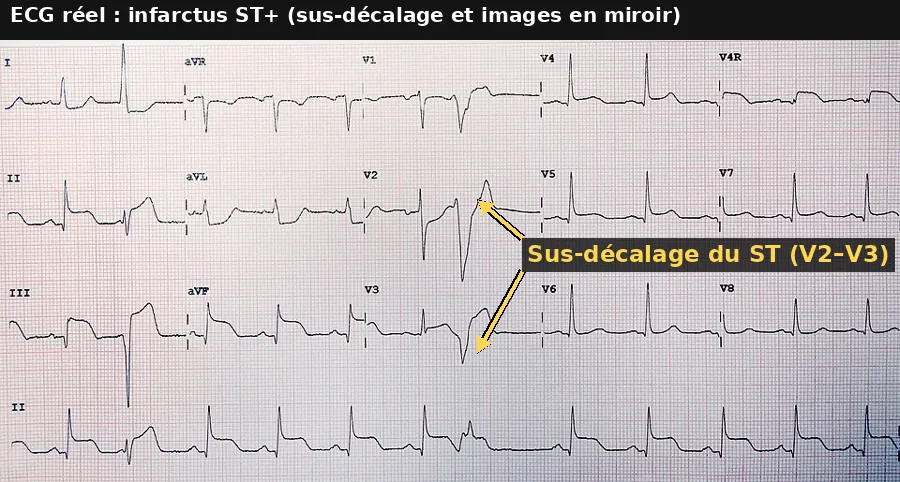 ECG réel : infarctus ST+ (sus-décalage et images en miroir)
I
aVR
V1
V4
V4R
II
aVL
V2
V5
V7
Sus-décalage du ST (V2–V3)
III
aVF
V3
V6
V8
II